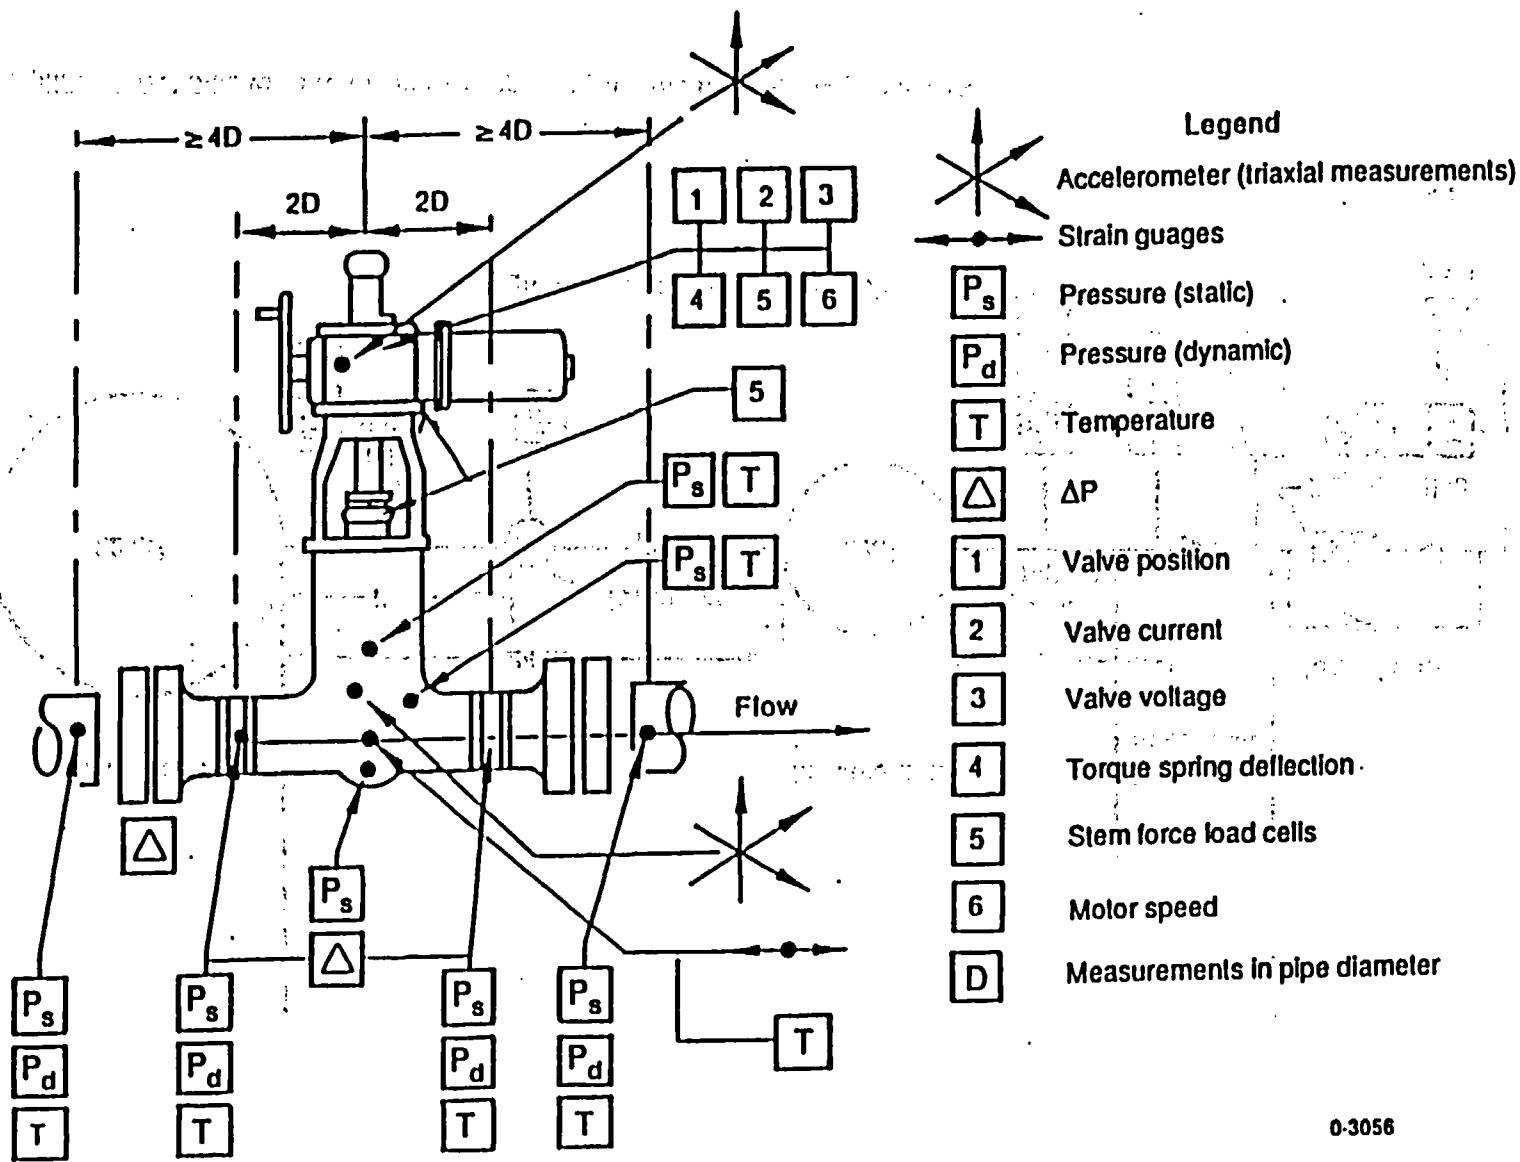 ≥ 4D
≥ 4D
2D
2D
1 2 3
4 5 6
5
Ps T
Ps T
Flow
Ps
Ps
Pd
T
Ps
Pd
T
Ps
Pd
T
Ps
Pd
T
T
Legend
Accelerometer (triaxial measurements)
Strain guages
Ps Pressure (static)
Pd Pressure (dynamic)
T Temperature
△ ΔP
1 Valve position
2 Valve current
3 Valve voltage
4 Torque spring deflection
5 Stem force load cells
6 Motor speed
D Measurements in pipe diameter
0-3056